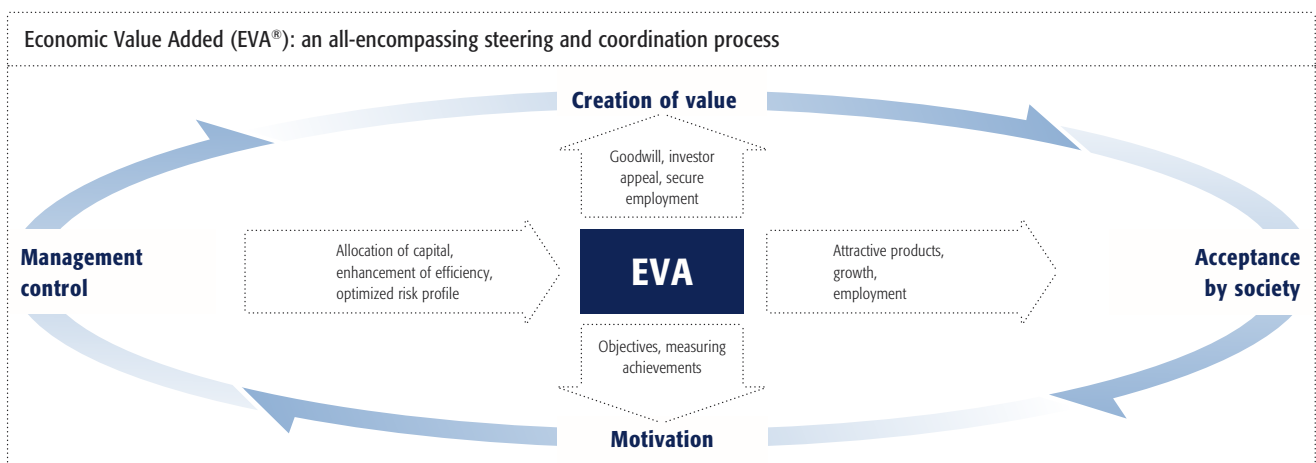 Economic Value Added (EVA®): an all-encompassing steering and coordination process
Creation of value
Goodwill, investor
appeal, secure
employment
Management
control
Allocation of capital,
enhancement of efficiency,
optimized risk profile
EVA
Attractive products,
growth,
employment
Acceptance
by society
Objectives, measuring
achievements
Motivation